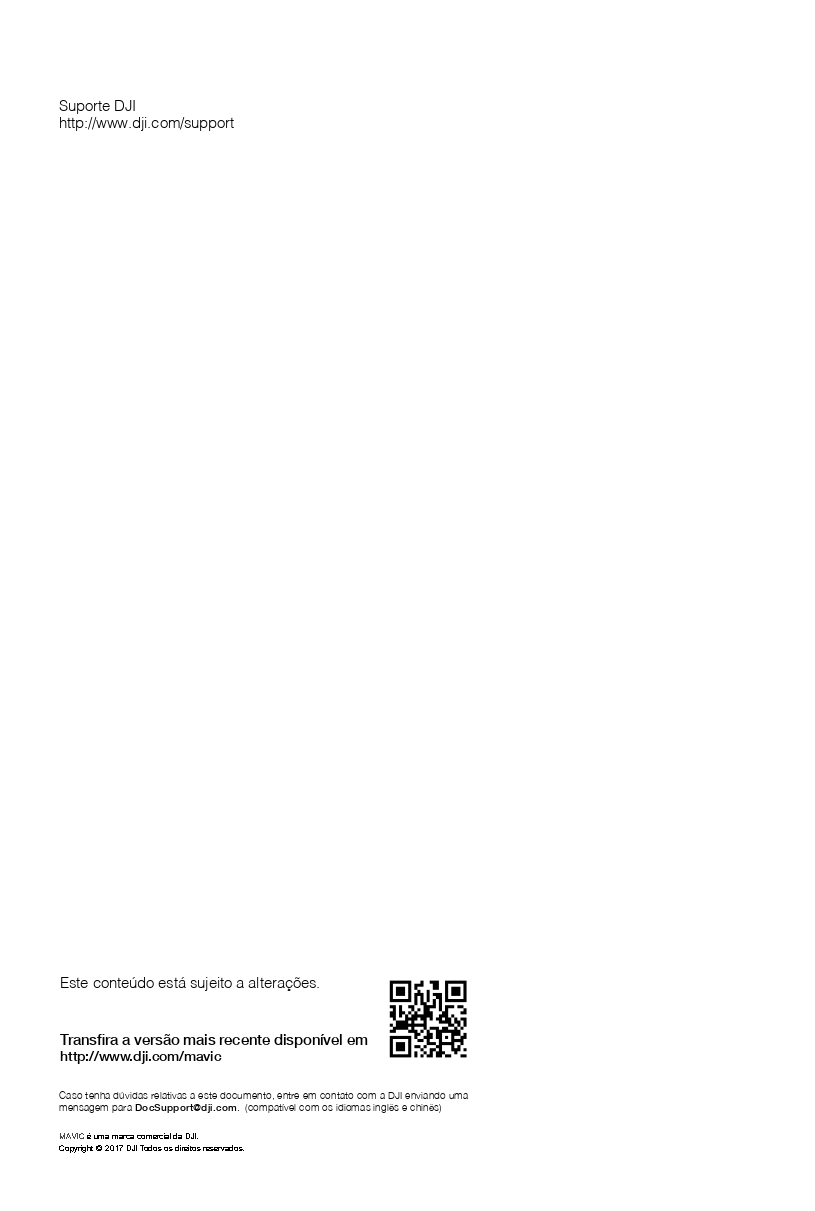 Suporte DJI
http://www.dji.com/support
Este conteúdo está sujeito a alterações.
Transfira a versão mais recente disponível em
http://www.dji.com/mavic
Caso tenha dúvidas relativas a este documento, entre em contato com a DJI enviando uma
mensagem para DocSupport@dji.com. (compatível com os idiomas inglês e chinês)
MAVIC é uma marca comercial da DJI.
Copyright © 2017 DJI Todos os direitos reservados.